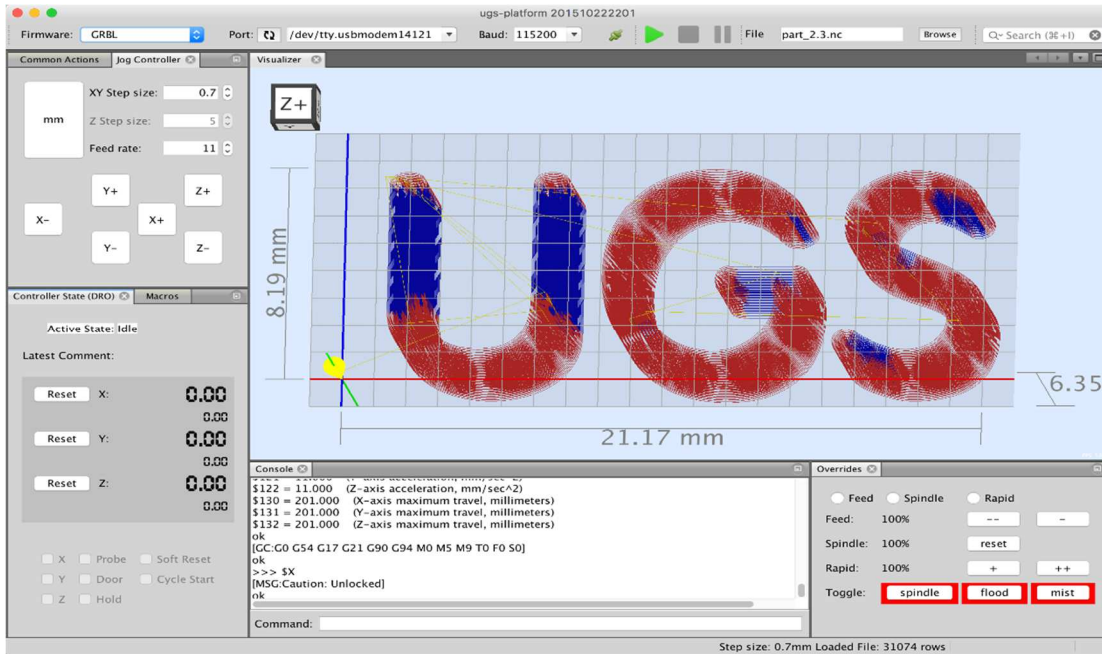 ugs-platform 201510222201
Firmware: GRBL Port: /dev/tty.usbmodem14121 Baud: 115200 File part_2.3.nc Browse Search (⌘+I)
Common Actions Jog Controller
mm
XY Step size: 0.7
Z Step size: 5
Feed rate: 11
Y+ Z+
X- X+
Y- Z-
Controller State (DRO) Macros
Active State: Idle
Latest Comment:
Reset X: 0.00
0.00
Reset Y: 0.00
0.00
Reset Z: 0.00
0.00
X Probe Soft Reset
Y Door Cycle Start
Z Hold
Visualizer
Z+
UGS
8.19 mm
6.35
21.17 mm
Console
$122 = 11.000 (Z-axis acceleration, mm/sec^2)
$130 = 201.000 (X-axis maximum travel, millimeters)
$131 = 201.000 (Y-axis maximum travel, millimeters)
$132 = 201.000 (Z-axis maximum travel, millimeters)
ok
[GC:G0 G54 G17 G21 G90 G94 M0 M5 M9 T0 F0 S0]
ok
>>> $X
[MSG:Caution: Unlocked]
ok
Command:
Overrides
Feed Spindle Rapid
Feed: 100% -- -
Spindle: 100% reset
Rapid: 100% + ++
Toggle: spindle flood mist
Step size: 0.7mm Loaded File: 31074 rows